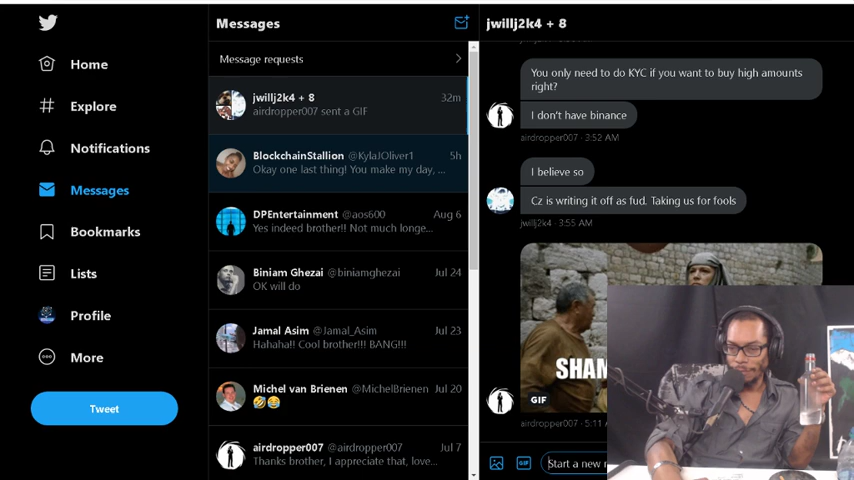 Home
Explore
Notifications
Messages
Bookmarks
Lists
Profile
More
Tweet
Messages
Message requests
jwillj2k4 + 8 32m
airdropper007 sent a GIF
BlockchainStallion @KylaJOliver1 5h
Okay one last thing! You make my day, ...
DPEntertainment @aos600 Aug 6
Yes indeed brother!! Not much longe...
Biniam Ghezai @biniamghezai Jul 24
OK will do
Jamal Asim @Jamal_Asim Jul 23
Hahaha!! Cool brother!!! BANG!!!
Michel van Brienen @MichelBrienen Jul 20
🤣😂
airdropper007 @airdropper007 Jul 7
Thanks brother, I appreciate that, love...
jwillj2k4 + 8
You only need to do KYC if you want to buy high amounts
right?
I don't have binance
airdropper007 · 3:52 AM
I believe so
Cz is writing it off as fud. Taking us for fools
jwillj2k4 · 3:55 AM
SHAM
GIF
airdropper007 · 5:11
GIF
Start a new